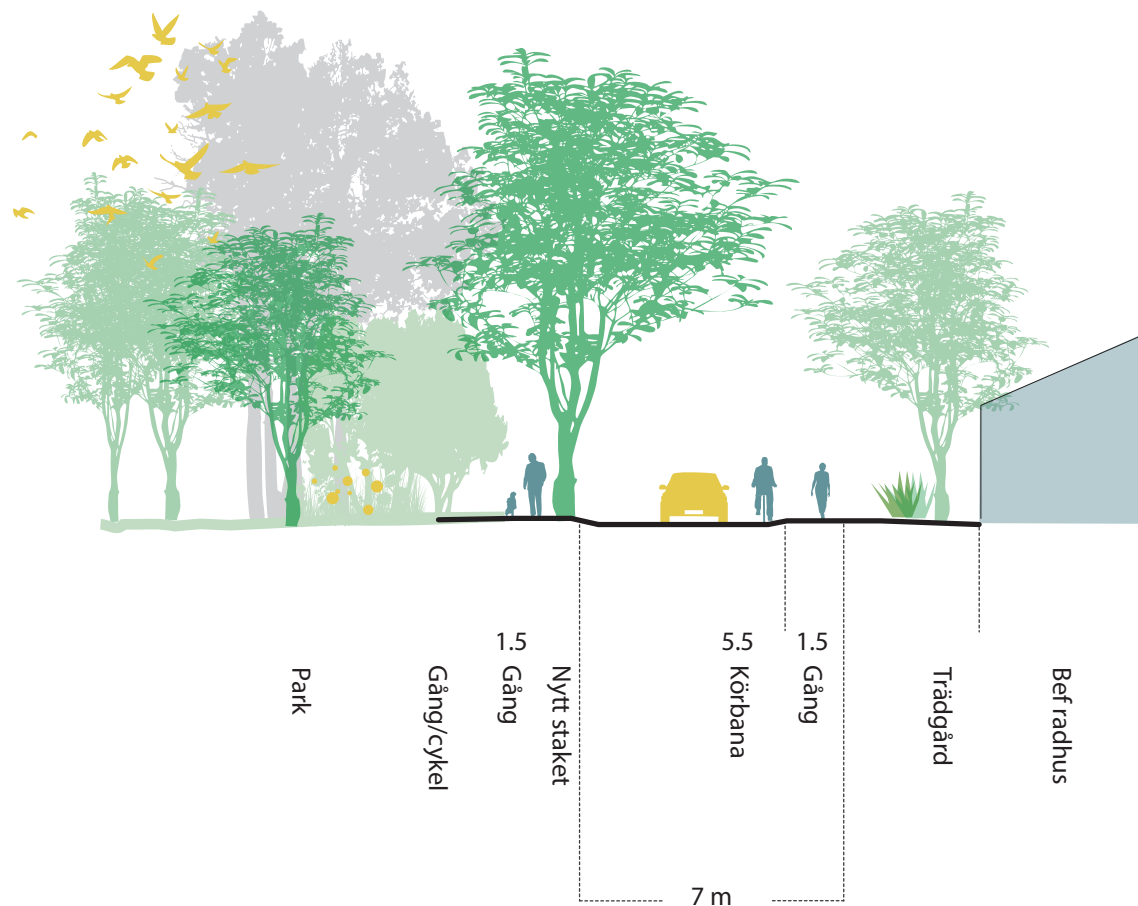 1.5
5.5
1.5
Park
Gång/cykel
Gång
Nytt staket
Körbana
Gång
Trädgård
Bef radhus
7 m